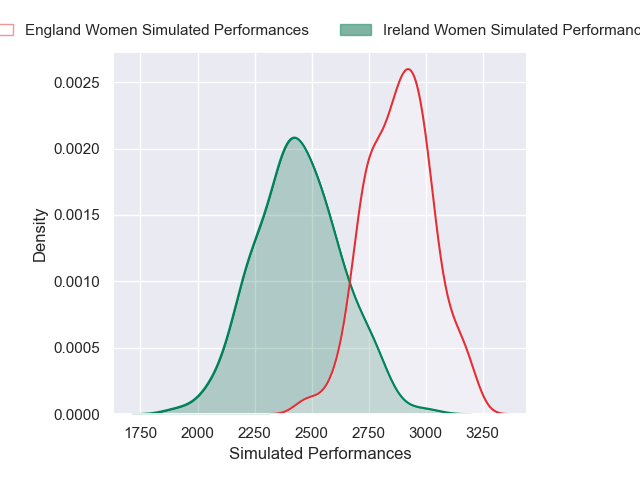 England Women Simulated Performances Ireland Women Simulated
0.0025
0.0020
0.0015
0.0010
0.0005
0.0000
Density
1750 2000 2250 2500 2750 3000 3250
Simulated Performances